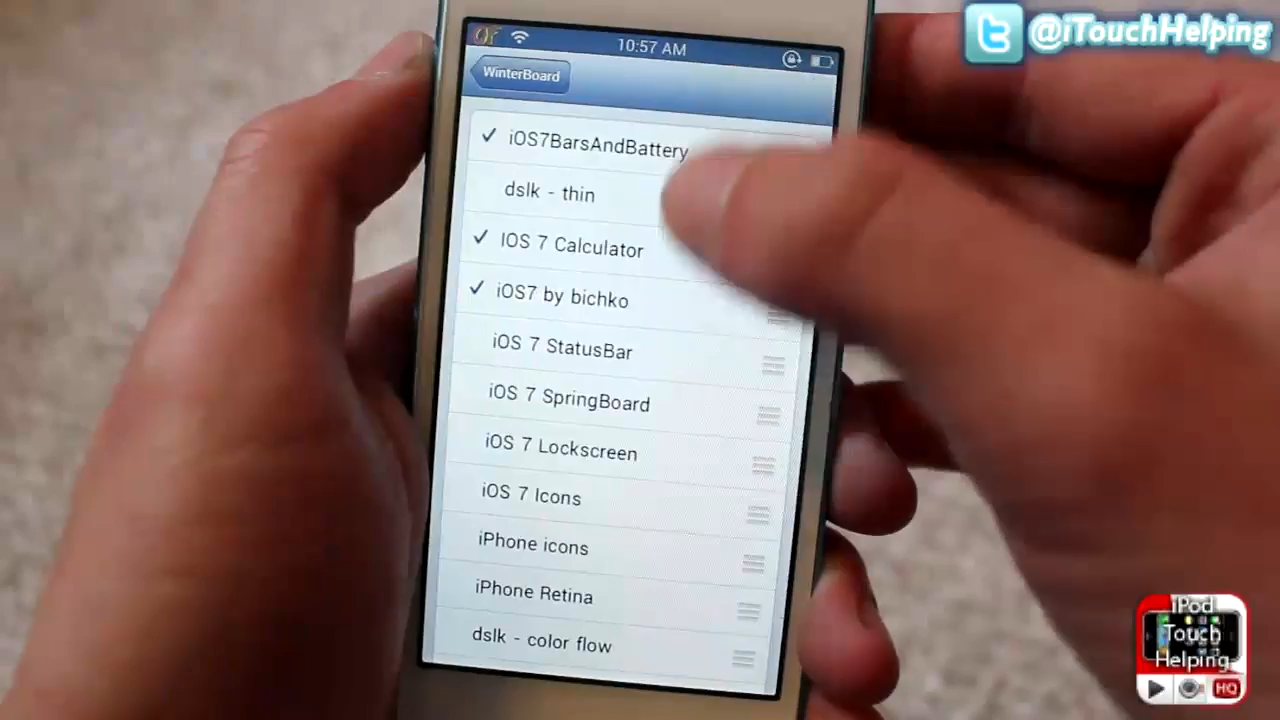 @iTouchHelping
10:57 AM
WinterBoard
iOS7BarsAndBattery
dslk - thin
IOS 7 Calculator
iOS7 by bichko
iOS 7 StatusBar
iOS 7 SpringBoard
iOS 7 Lockscreen
iOS 7 Icons
iPhone icons
iPhone Retina
dslk - color flow
iPod
Touch
Helping
HQ